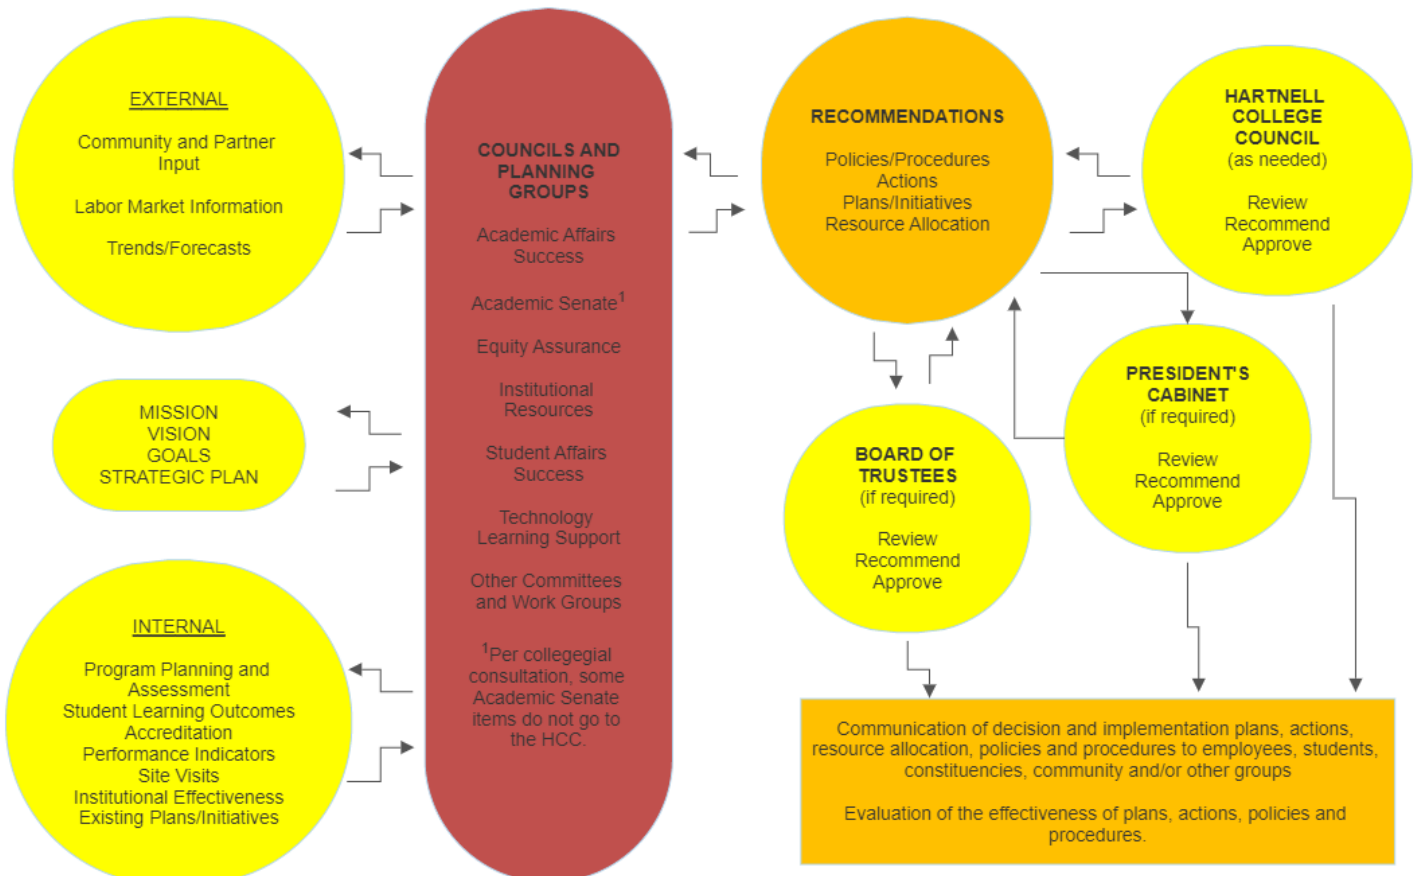 EXTERNAL
Community and Partner
Input
Labor Market Information
Trends/Forecasts
MISSION
VISION
GOALS
STRATEGIC PLAN
INTERNAL
Program Planning and
Assessment
Student Learning Outcomes
Accreditation
Performance Indicators
Site Visits
Institutional Effectiveness
Existing Plans/Initiatives
COUNCILS AND
PLANNING
GROUPS
Academic Affairs
Success
Academic Senate¹
Equity Assurance
Institutional
Resources
Student Affairs
Success
Technology
Learning Support
Other Committees
and Work Groups
¹Per collegegial
consultation, some
Academic Senate
items do not go to
the HCC.
RECOMMENDATIONS
Policies/Procedures
Actions
Plans/Initiatives
Resource Allocation
HARTNELL
COLLEGE
COUNCIL
(as needed)
Review
Recommend
Approve
PRESIDENT'S
CABINET
(if required)
Review
Recommend
Approve
BOARD OF
TRUSTEES
(if required)
Review
Recommend
Approve
Communication of decision and implementation plans, actions,
resource allocation, policies and procedures to employees, students,
constituencies, community and/or other groups
Evaluation of the effectiveness of plans, actions, policies and
procedures.